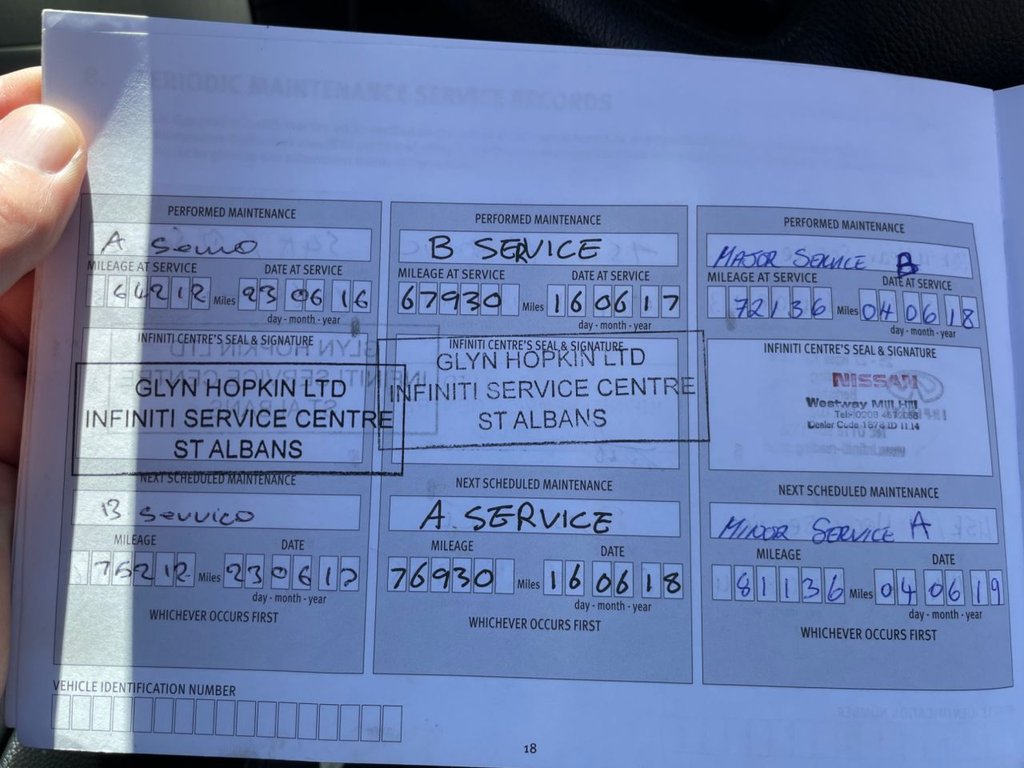 8. PERIODIC MAINTENANCE SERVICE RECORDS
PERFORMED MAINTENANCE
A Service
MILEAGE AT SERVICE DATE AT SERVICE
64212 Miles 23 06 16
day - month - year
INFINITI CENTRE'S SEAL & SIGNATURE
GLYN HOPKIN LTD
INFINITI SERVICE CENTRE
ST ALBANS
NEXT SCHEDULED MAINTENANCE
B Service
MILEAGE DATE
75212 Miles 23 06 17
day - month - year
WHICHEVER OCCURS FIRST
PERFORMED MAINTENANCE
B SERVICE
MILEAGE AT SERVICE DATE AT SERVICE
67930 Miles 16 06 17
day - month - year
INFINITI CENTRE'S SEAL & SIGNATURE
GLYN HOPKIN LTD
INFINITI SERVICE CENTRE
ST ALBANS
NEXT SCHEDULED MAINTENANCE
A. SERVICE
MILEAGE DATE
76930 Miles 16 06 18
day - month - year
WHICHEVER OCCURS FIRST
PERFORMED MAINTENANCE
MAJOR SERVICE B
MILEAGE AT SERVICE DATE AT SERVICE
72136 Miles 04 06 18
day - month - year
INFINITI CENTRE'S SEAL & SIGNATURE
NISSAN
Westway Mill Hill
NEXT SCHEDULED MAINTENANCE
MINOR SERVICE A
MILEAGE DATE
81136 Miles 04 06 19
day - month - year
WHICHEVER OCCURS FIRST
VEHICLE IDENTIFICATION NUMBER
18